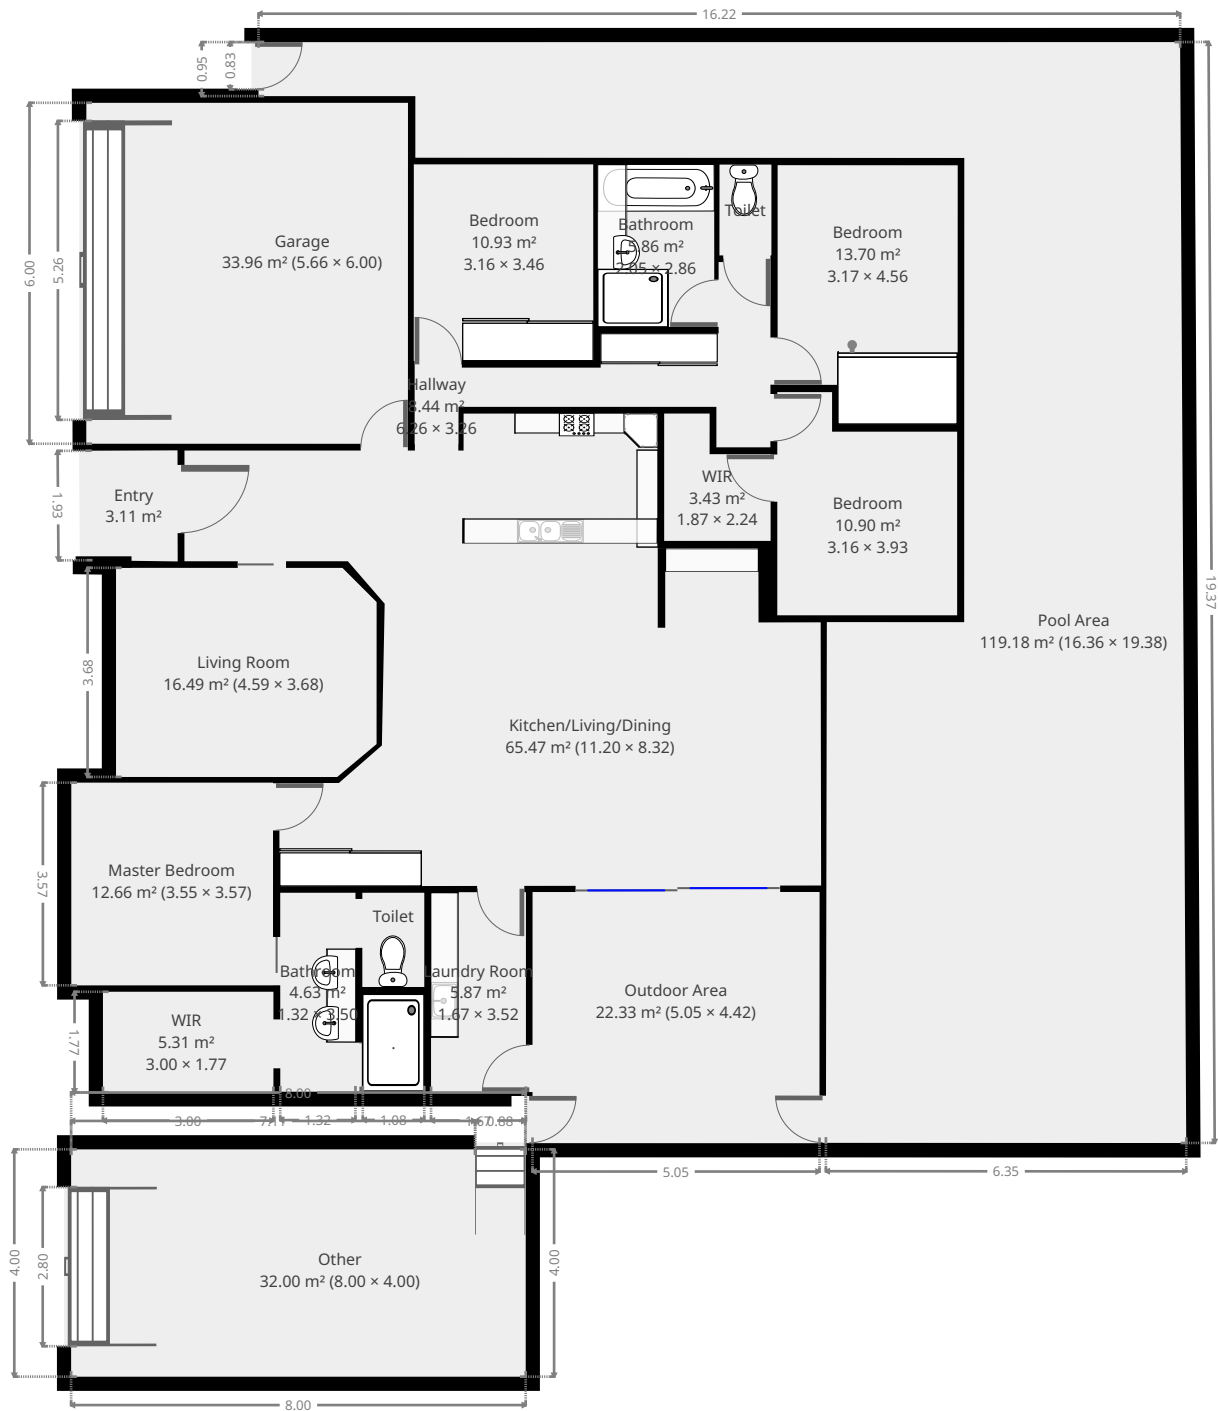 16.22
0.95
0.83
Garage
33.96 m² (5.66 × 6.00)
6.00
5.26
Bedroom
10.93 m²
3.16 × 3.46
Bathroom
5.86 m²
2.05 × 2.86
Toilet
Bedroom
13.70 m²
3.17 × 4.56
Hallway
8.44 m²
6.26 × 3.26
Entry
3.11 m²
1.93
WIR
3.43 m²
1.87 × 2.24
Bedroom
10.90 m²
3.16 × 3.93
19.37
Pool Area
119.18 m² (16.36 × 19.38)
Living Room
16.49 m² (4.59 × 3.68)
3.68
Kitchen/Living/Dining
65.47 m² (11.20 × 8.32)
Master Bedroom
12.66 m² (3.55 × 3.57)
3.57
Toilet
Bathroom
4.63 m²
1.32 × 3.50
Laundry Room
5.87 m²
1.67 × 3.52
Outdoor Area
22.33 m² (5.05 × 4.42)
WIR
5.31 m²
3.00 × 1.77
1.77
8.00
3.00
1.32
1.08
1.67
0.88
5.05
6.35
Other
32.00 m² (8.00 × 4.00)
4.00
2.80
4.00
8.00